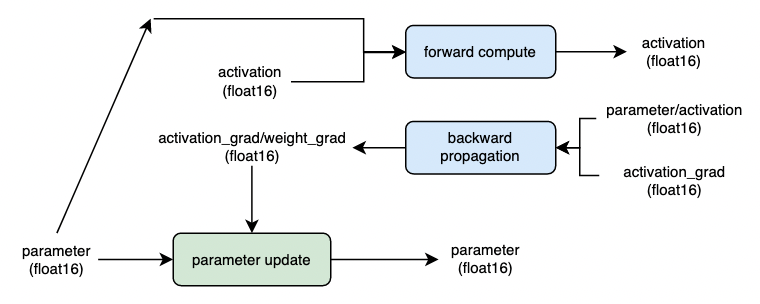 forward compute
activation
(float16)
activation
(float16)
parameter/activation
(float16)
activation_grad/weight_grad
(float16)
backward
propagation
activation_grad
(float16)
parameter
(float16)
parameter update
parameter
(float16)